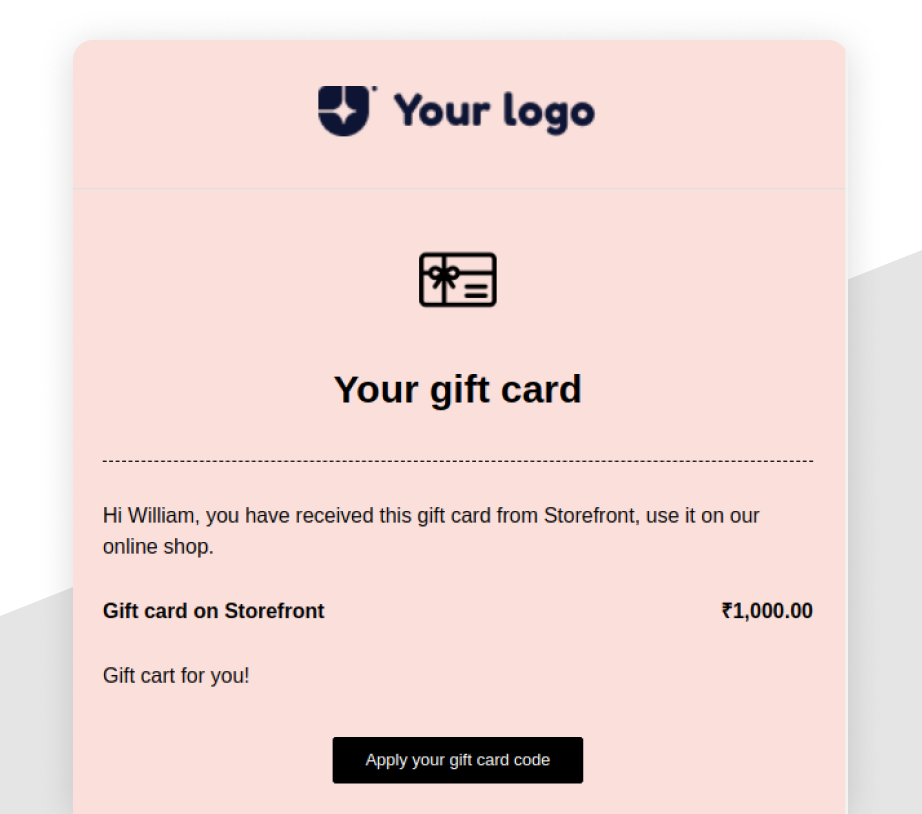 Your logo
Your gift card
Hi William, you have received this gift card from Storefront, use it on our
online shop.
Gift card on Storefront ₹1,000.00
Gift cart for you!
Apply your gift card code